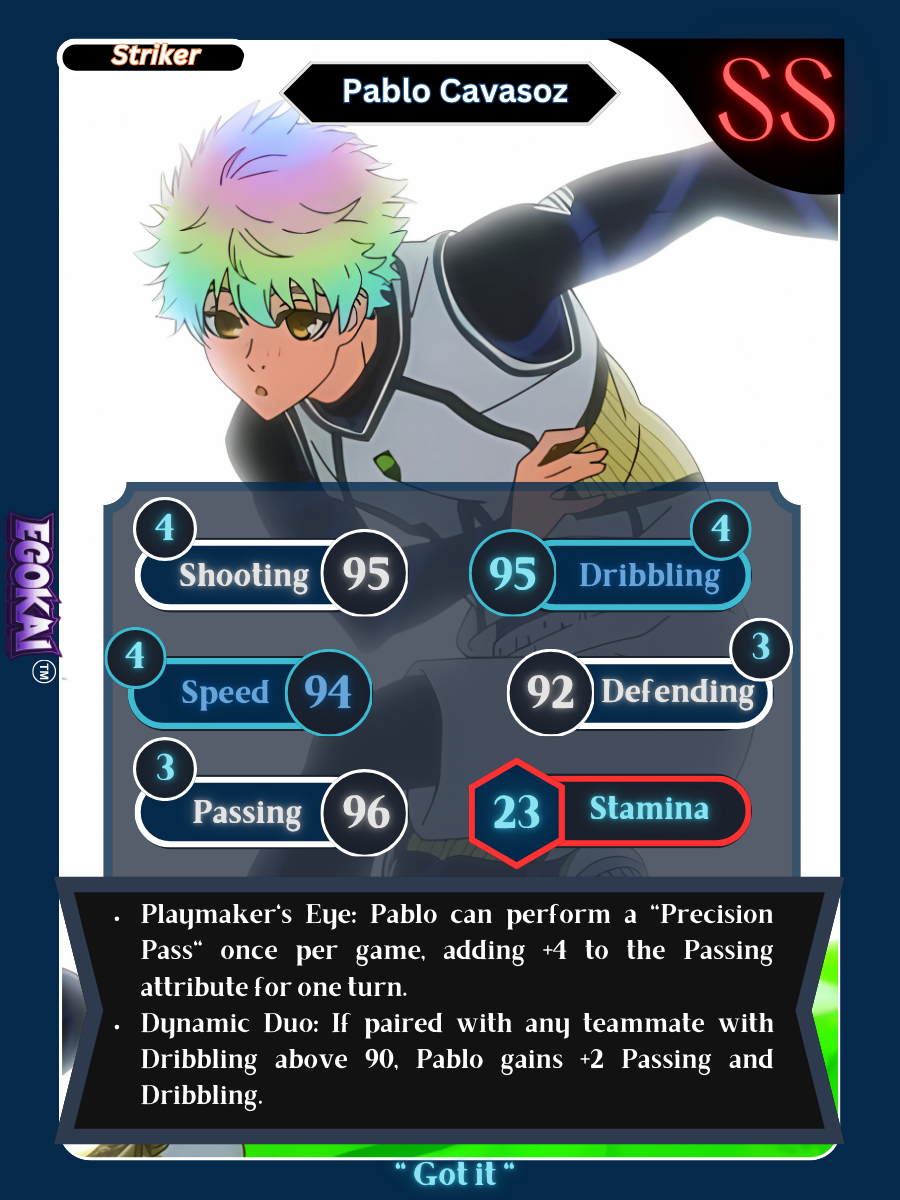 Striker
Pablo Cavasoz
SS
4
Shooting 95
4
95 Dribbling
4
Speed 94
3
92 Defending
3
Passing 96
23 Stamina
EGOKAI
TM
• Playmaker's Eye: Pablo can perform a "Precision
Pass" once per game, adding +4 to the Passing
attribute for one turn.
• Dynamic Duo: If paired with any teammate with
Dribbling above 90, Pablo gains +2 Passing and
Dribbling.
" Got it "